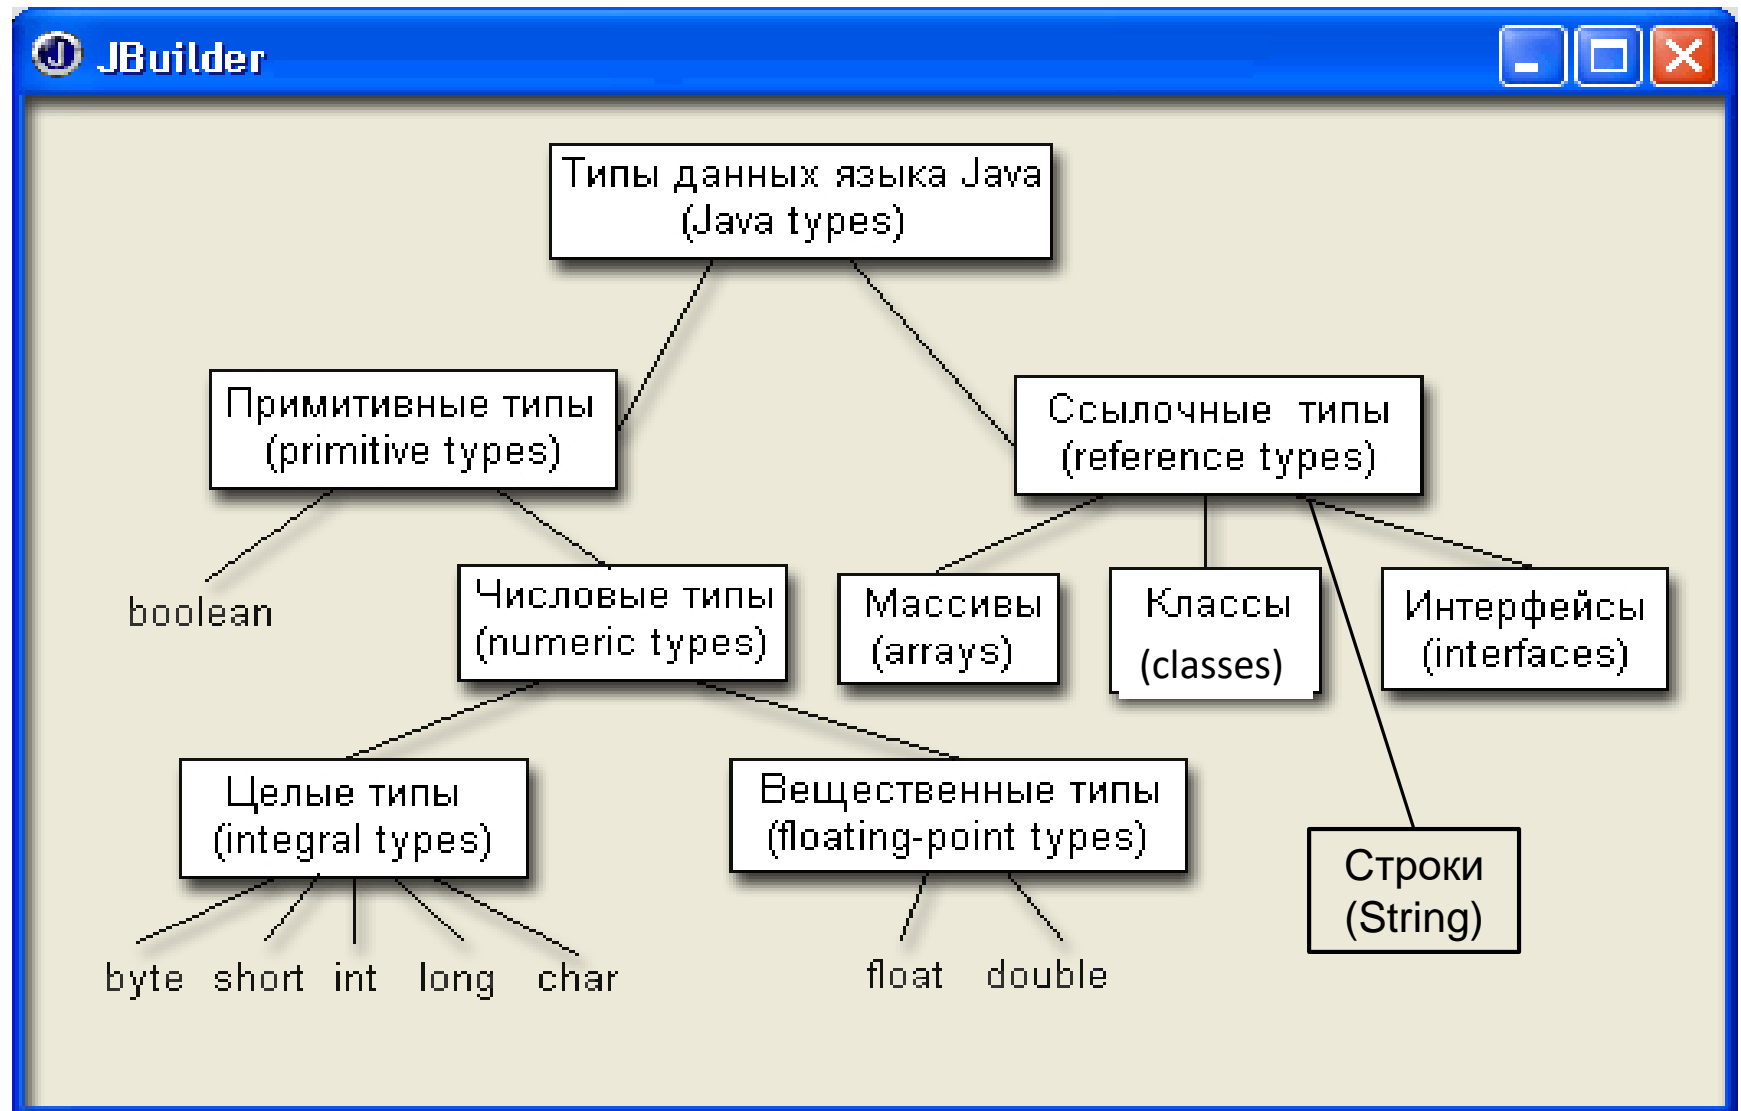 JBuilder
Типы данных языка Java
(Java types)
Примитивные типы
(primitive types)
Ссылочные типы
(reference types)
boolean
Числовые типы
(numeric types)
Массивы
(arrays)
Классы
(classes)
Интерфейсы
(interfaces)
Целые типы
(integral types)
Вещественные типы
(floating-point types)
Строки
(String)
byte short int long char
float double